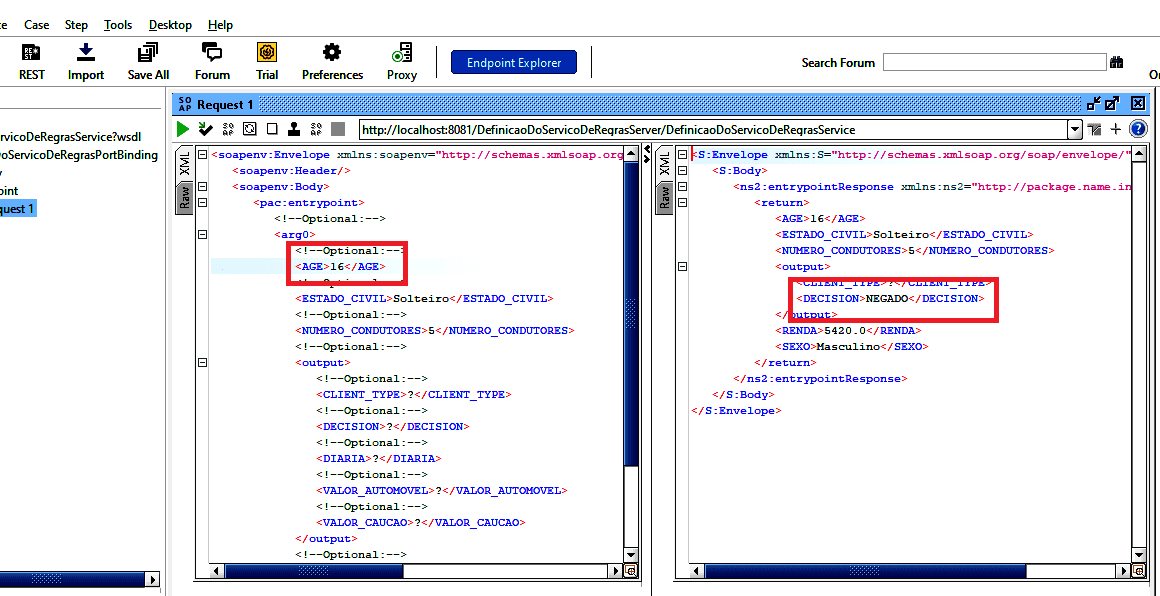 Case Step Tools Desktop Help
REST Import Save All Forum Trial Preferences Proxy Endpoint Explorer Search Forum
SOAP Request 1
http://localhost:8081/DefinicaoDoServicoDeRegrasServer/DefinicaoDoServicoDeRegrasService
rvicoDeRegrasService?wsdl
oServicoDeRegrasPortBinding
oint
quest 1
XML
Raw
<soapenv:Envelope xmlns:soapenv="http://schemas.xmlsoap.org
<soapenv:Header/>
<soapenv:Body>
<pac:entrypoint>
<!--Optional:-->
<arg0>
<!--Optional:-->
<AGE>16</AGE>
<!--Optional:-->
<ESTADO_CIVIL>Solteiro</ESTADO_CIVIL>
<!--Optional:-->
<NUMERO_CONDUTORES>5</NUMERO_CONDUTORES>
<!--Optional:-->
<output>
<!--Optional:-->
<CLIENT_TYPE>?</CLIENT_TYPE>
<!--Optional:-->
<DECISION>?</DECISION>
<!--Optional:-->
<DIARIA>?</DIARIA>
<!--Optional:-->
<VALOR_AUTOMOVEL>?</VALOR_AUTOMOVEL>
<!--Optional:-->
<VALOR_CAUCAO>?</VALOR_CAUCAO>
</output>
<!--Optional:-->
XML
Raw
<S:Envelope xmlns:S="http://schemas.xmlsoap.org/soap/envelope/"
<S:Body>
<ns2:entrypointResponse xmlns:ns2="http://package.name.in
<return>
<AGE>16</AGE>
<ESTADO_CIVIL>Solteiro</ESTADO_CIVIL>
<NUMERO_CONDUTORES>5</NUMERO_CONDUTORES>
<output>
<CLIENT_TYPE>?</CLIENT_TYPE>
<DECISION>NEGADO</DECISION>
</output>
<RENDA>5420.0</RENDA>
<SEXO>Masculino</SEXO>
</return>
</ns2:entrypointResponse>
</S:Body>
</S:Envelope>